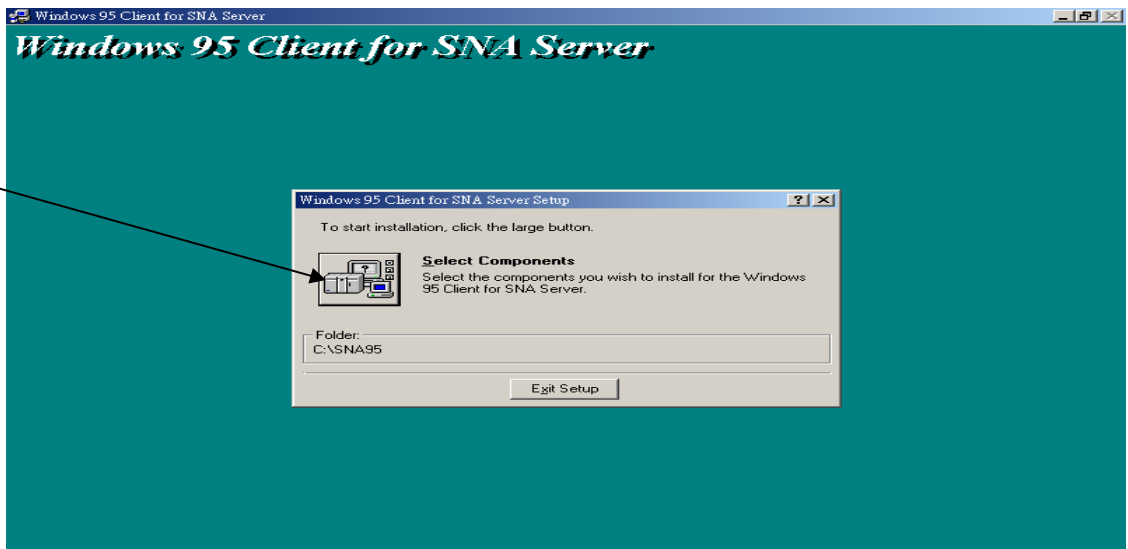 Windows 95 Client for SNA Server
Windows 95 Client for SNA Server
Windows 95 Client for SNA Server Setup
To start installation, click the large button.
?
Select Components
Select the components you wish to install for the Windows
95 Client for SNA Server.
Folder:
C:\SNA95
Exit Setup